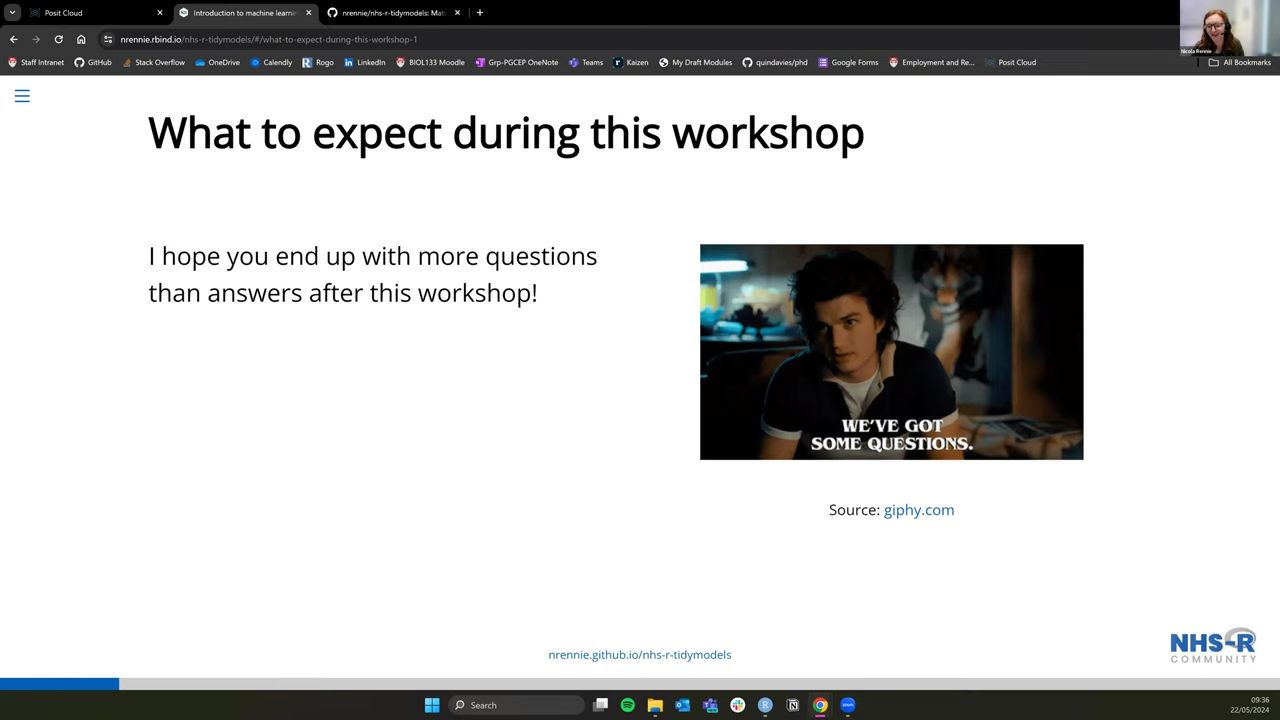 Posit Cloud
Introduction to machine learni
nrennie/nhs-r-tidymodels: Mat
nrennie.rbind.io/nhs-r-tidymodels/#/what-to-expect-during-this-workshop-1
Staff Intranet
GitHub
Stack Overflow
OneDrive
Calendly
Rogo
LinkedIn
BIOL133 Moodle
Grp-PGCEP OneNote
Teams
Kaizen
My Draft Modules
quindavies/phd
Google Forms
Employment and Re...
Posit Cloud
All Bookmarks
Nicola Rennie
What to expect during this workshop
I hope you end up with more questions
than answers after this workshop!
WE'VE GOT
SOME QUESTIONS.
Source: giphy.com
nrennie.github.io/nhs-r-tidymodels
NHS-R
COMMUNITY
Search
09:36
22/05/2024